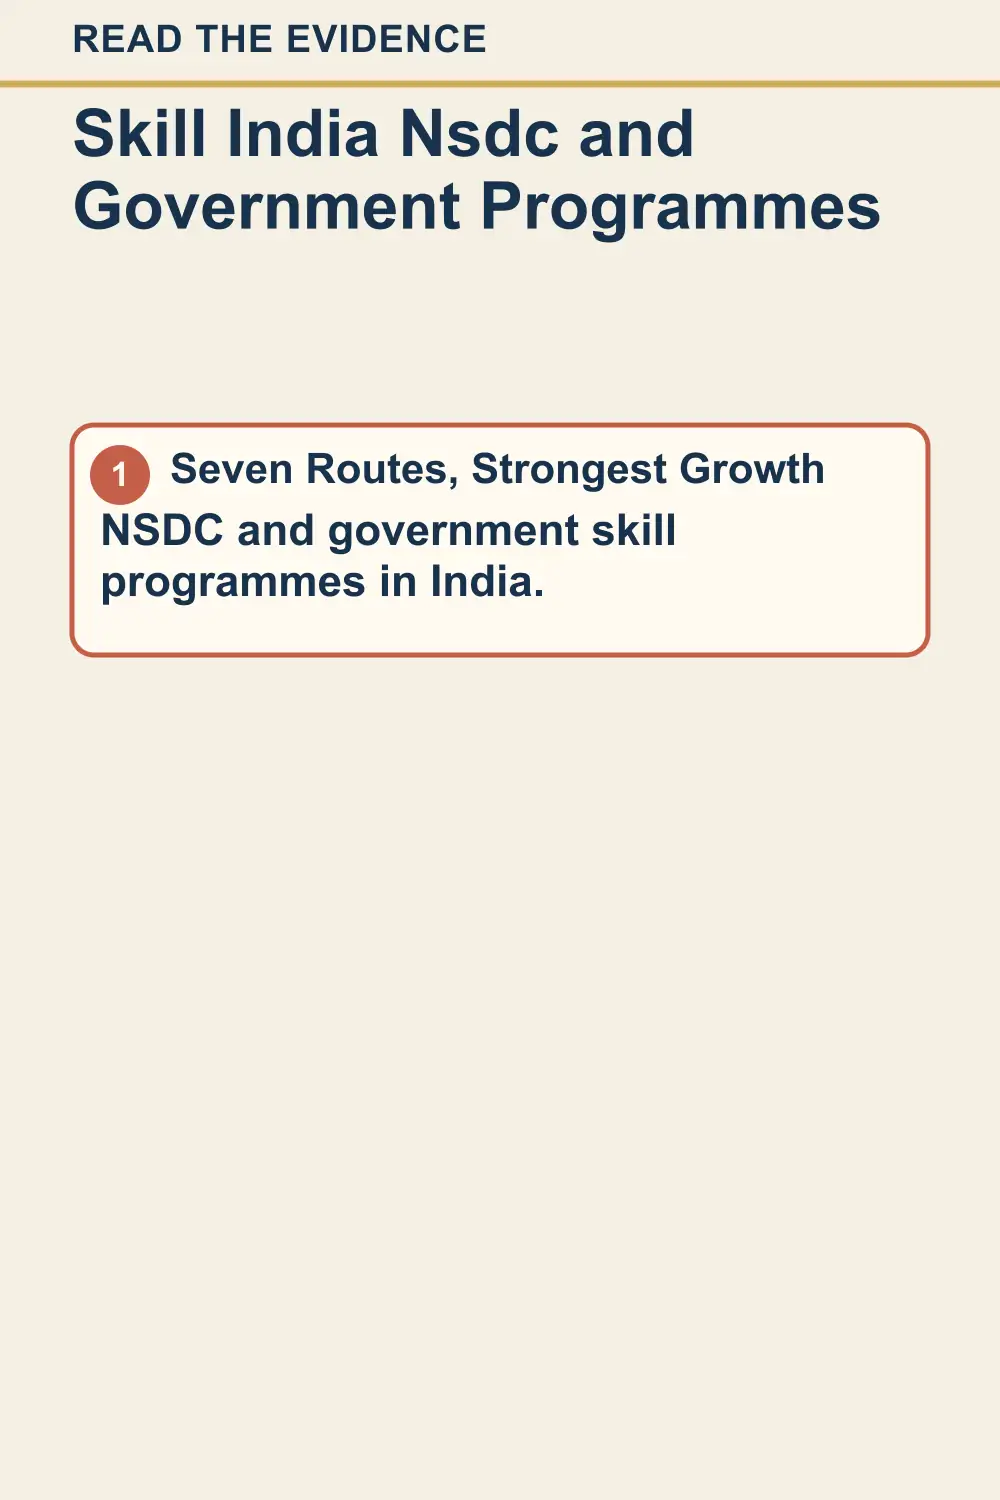 READ THE EVIDENCE
Skill India Nsdc and
Government Programmes
1 Seven Routes, Strongest Growth
NSDC and government skill
programmes in India.